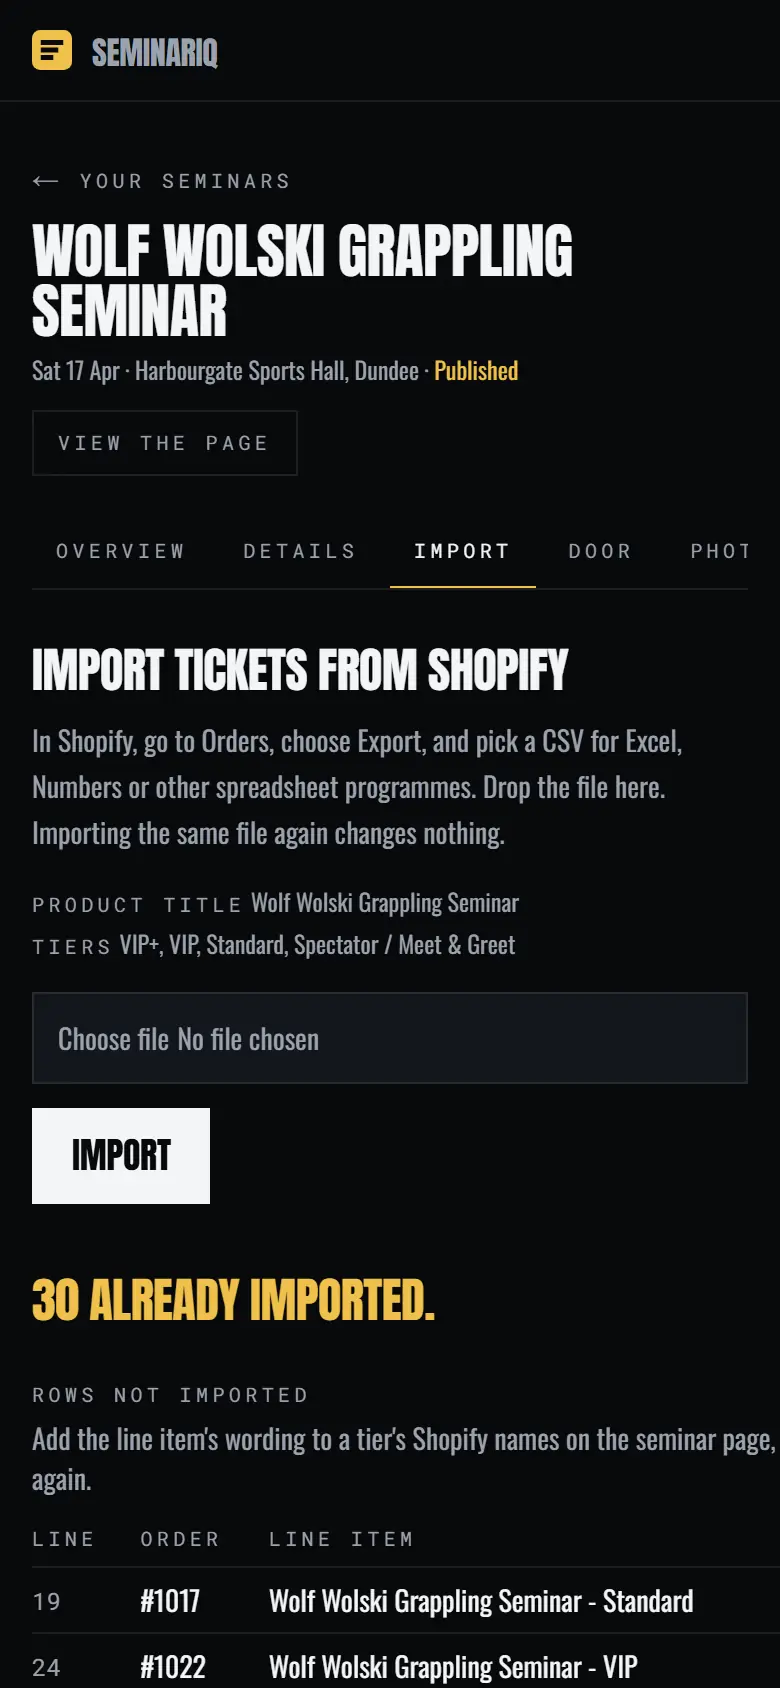 SEMINARIQ
← YOUR SEMINARS
WOLF WOLSKI GRAPPLING
SEMINAR
Sat 17 Apr · Harbourgate Sports Hall, Dundee · Published
VIEW THE PAGE
OVERVIEW DETAILS IMPORT DOOR PHOT
IMPORT TICKETS FROM SHOPIFY
In Shopify, go to Orders, choose Export, and pick a CSV for Excel,
Numbers or other spreadsheet programmes. Drop the file here.
Importing the same file again changes nothing.
PRODUCT TITLE Wolf Wolski Grappling Seminar
TIERS VIP+, VIP, Standard, Spectator / Meet & Greet
Choose file No file chosen
IMPORT
30 ALREADY IMPORTED.
ROWS NOT IMPORTED
Add the line item's wording to a tier's Shopify names on the seminar page,
again.
LINE ORDER LINE ITEM
19 #1017 Wolf Wolski Grappling Seminar - Standard
24 #1022 Wolf Wolski Grappling Seminar - VIP